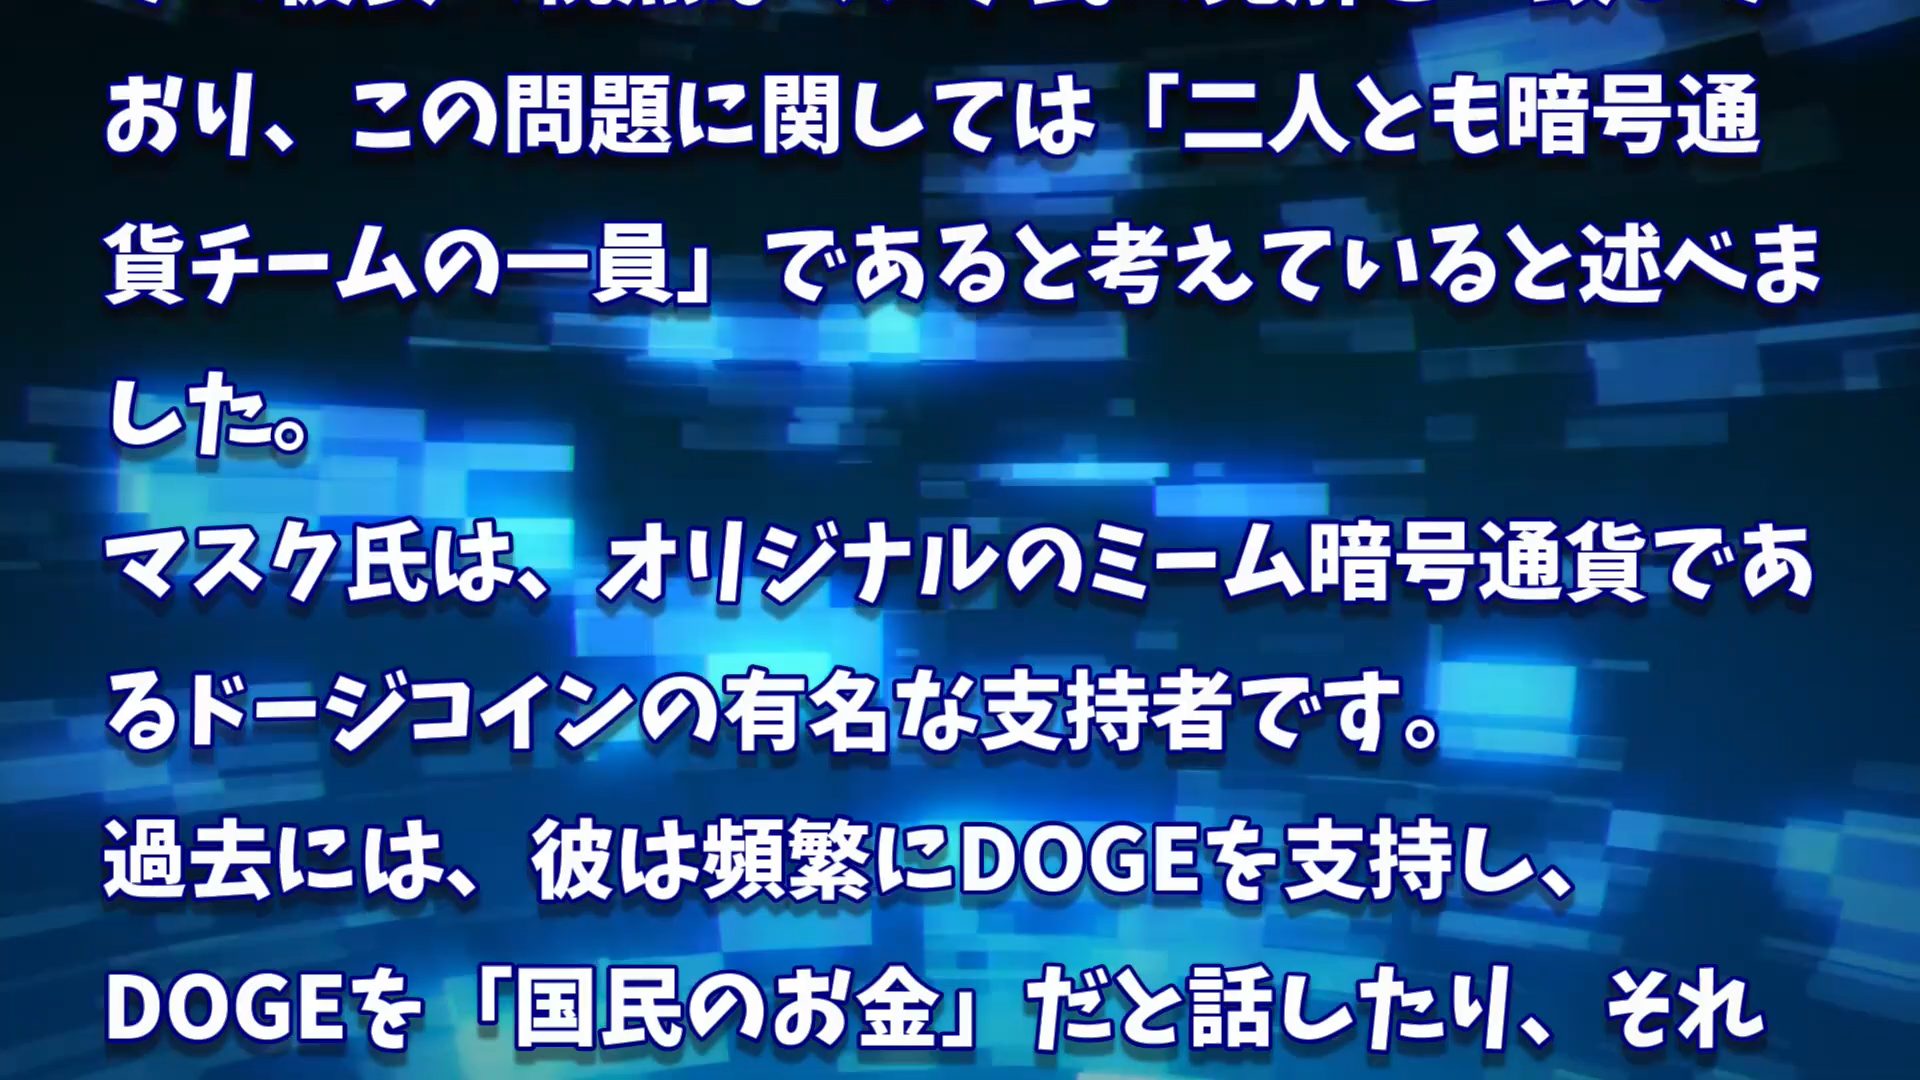 おり、この問題に関しては「二人とも暗号通
貨チームの一員」であると考えていると述べま
した。
マスク氏は、オリジナルのミーム暗号通貨であ
るドージコインの有名な支持者です。
過去には、彼は頻繁にDOGEを支持し、
DOGEを「国民のお金」だと話したり、それ